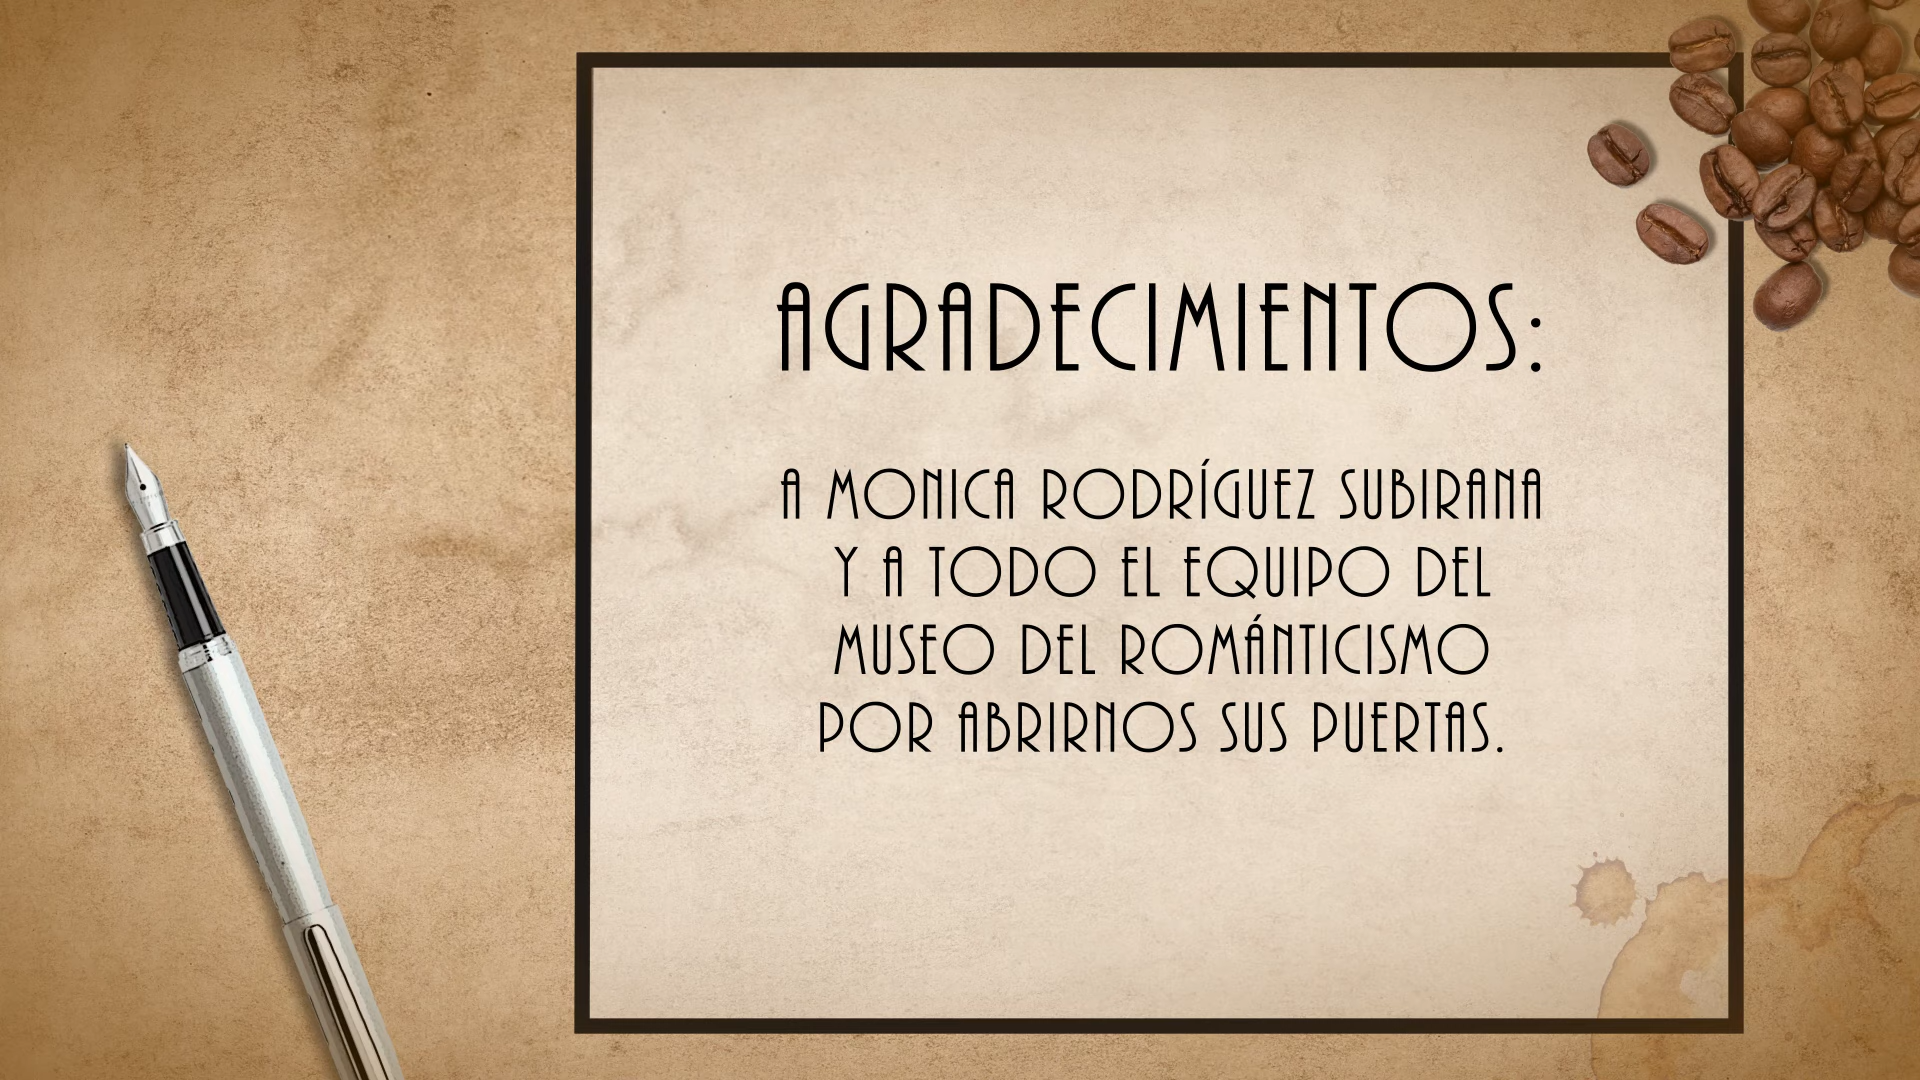 AGRADECIMIENTOS:
A MONICA RODRÍGUEZ SUBIRANA
Y A TODO EL EQUIPO DEL
MUSEO DEL ROMÁNTICISMO
POR ABRIRNOS SUS PUERTAS.